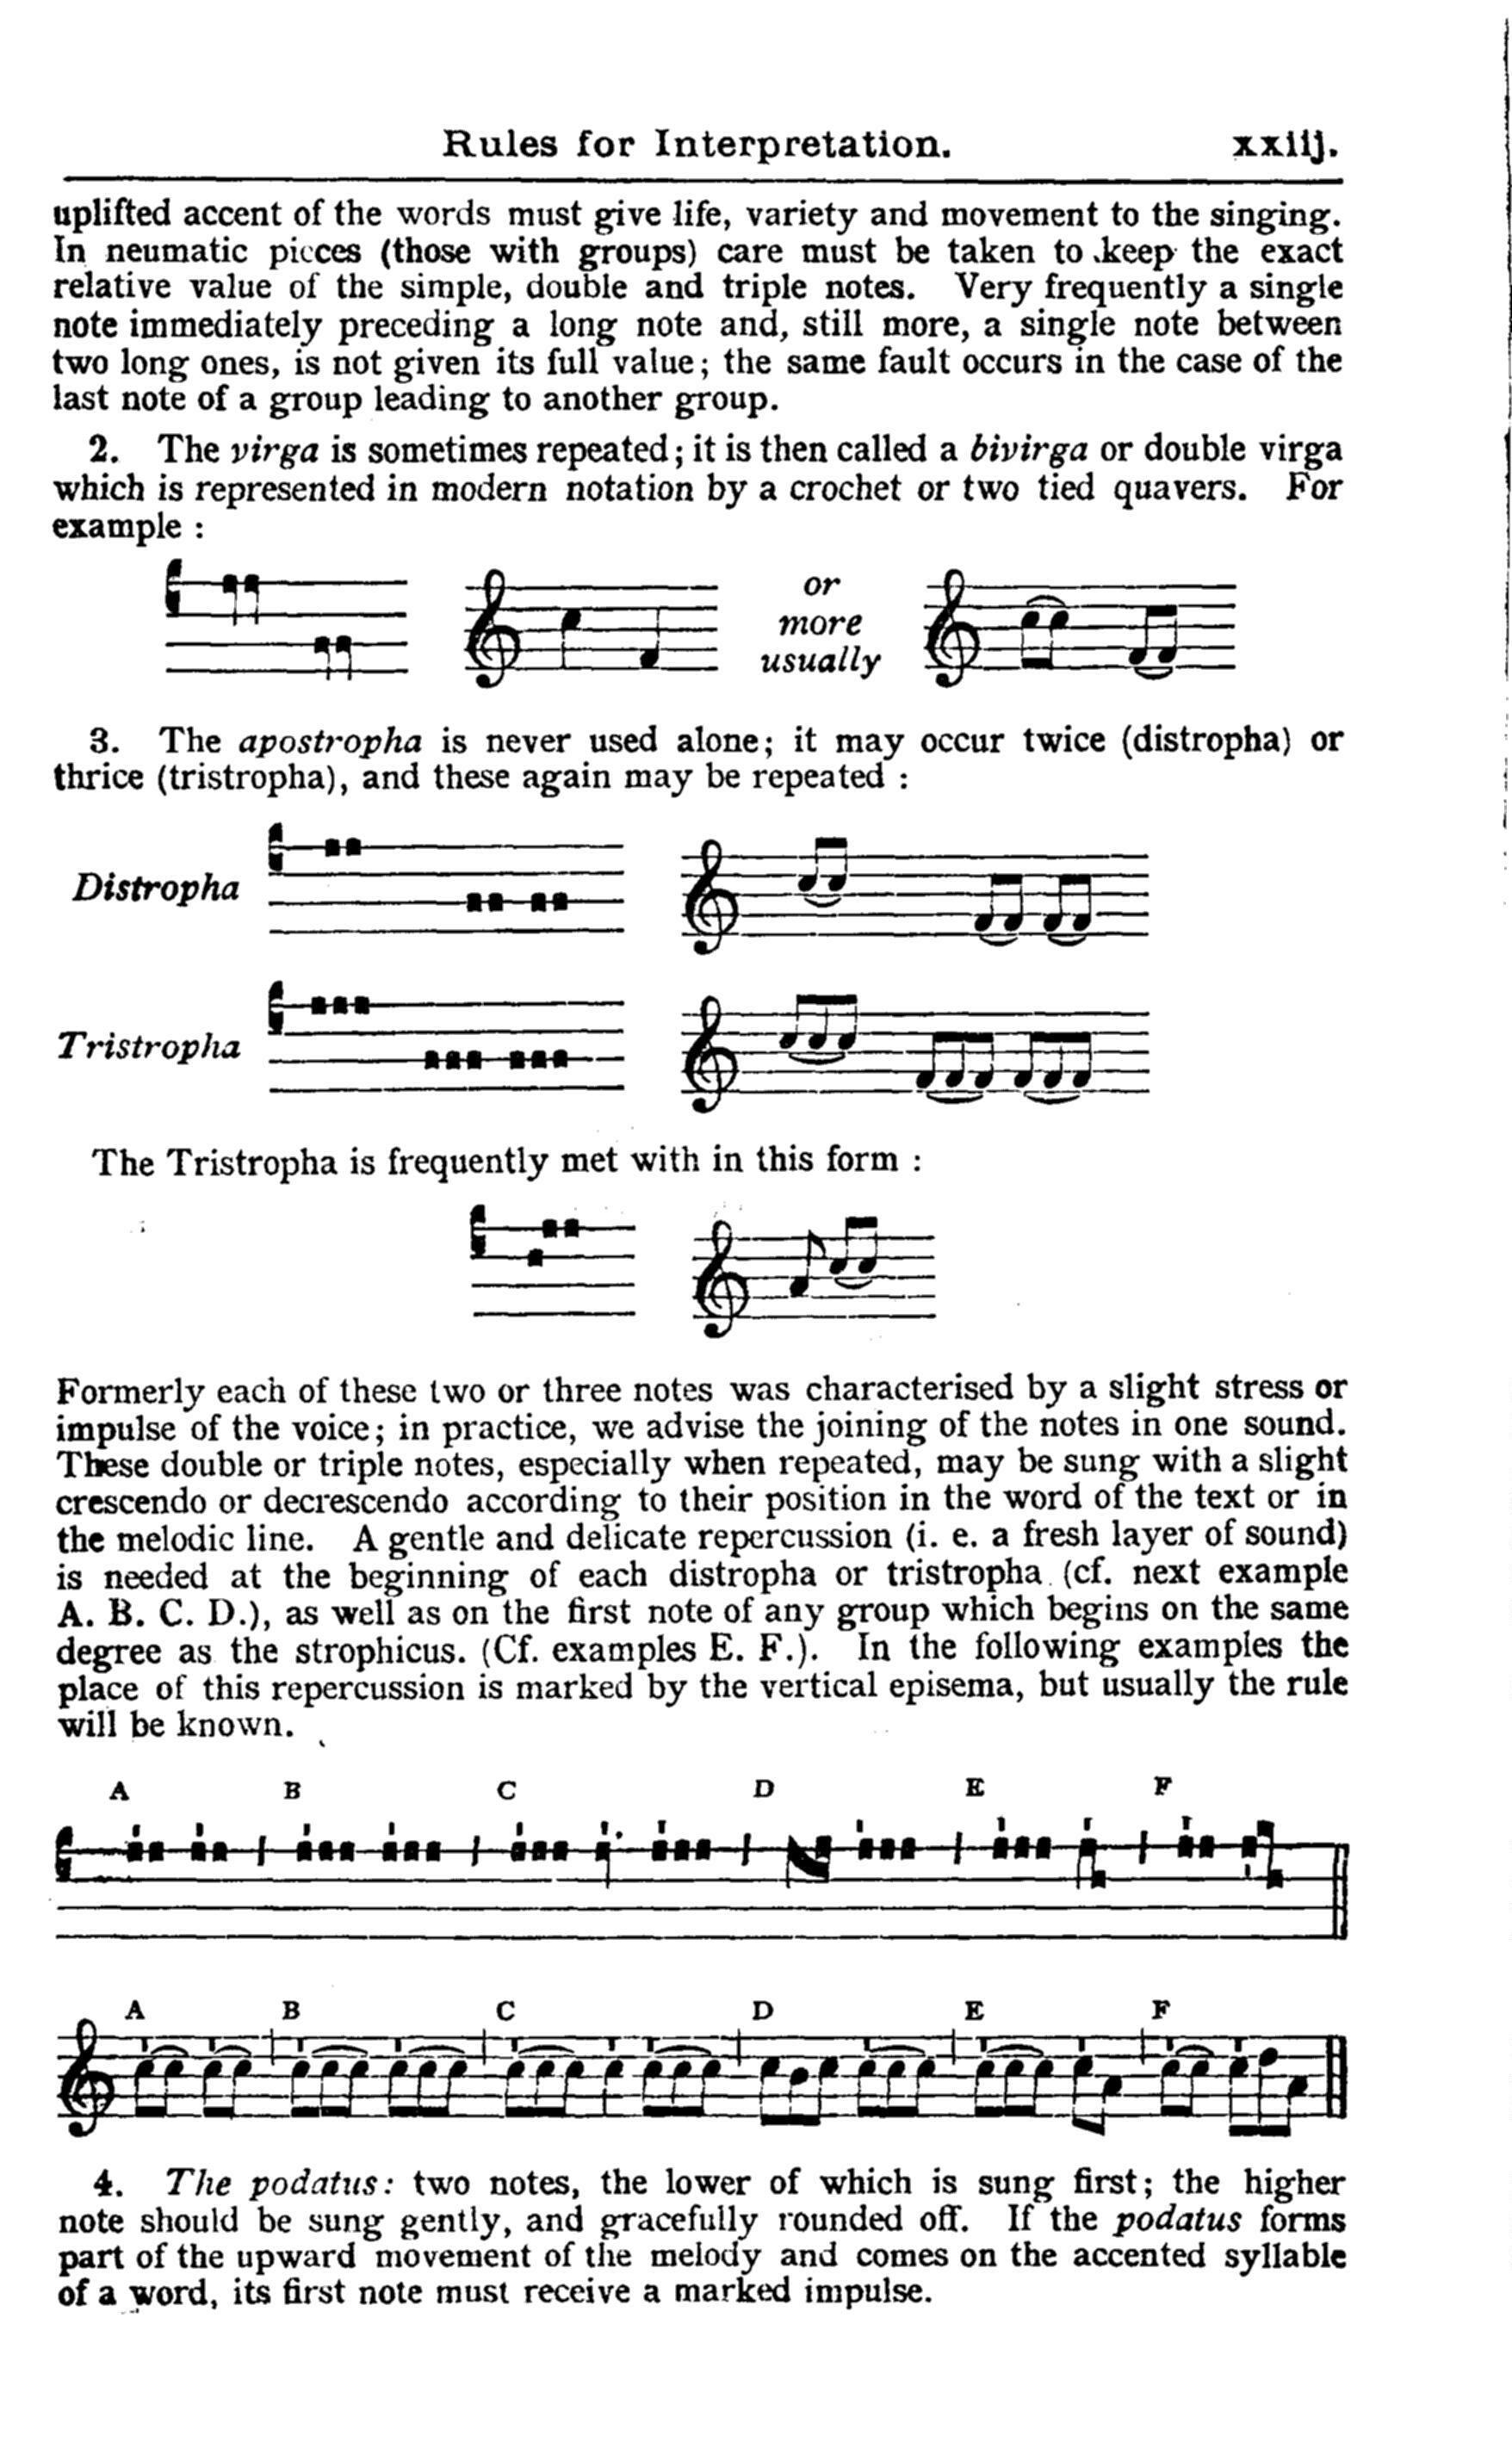 Rules for Interpretation. xxiij.
uplifted accent of the words must give life, variety and movement to the singing.
In neumatic pieces (those with groups) care must be taken to keep the exact
relative value of the simple, double and triple notes. Very frequently a single
note immediately preceding a long note and, still more, a single note between
two long ones, is not given its full value; the same fault occurs in the case of the
last note of a group leading to another group.
2. The virga is sometimes repeated; it is then called a bivirga or double virga
which is represented in modern notation by a crochet or two tied quavers. For
example :
or
more
usually
3. The apostropha is never used alone; it may occur twice (distropha) or
thrice (tristropha), and these again may be repeated :
Distropha
Tristropha
The Tristropha is frequently met with in this form :
Formerly each of these two or three notes was characterised by a slight stress or
impulse of the voice; in practice, we advise the joining of the notes in one sound.
These double or triple notes, especially when repeated, may be sung with a slight
crescendo or decrescendo according to their position in the word of the text or in
the melodic line. A gentle and delicate repercussion (i. e. a fresh layer of sound)
is needed at the beginning of each distropha or tristropha (cf. next example
A. B. C. D.), as well as on the first note of any group which begins on the same
degree as the strophicus. (Cf. examples E. F.). In the following examples the
place of this repercussion is marked by the vertical episema, but usually the rule
will be known.
A B C D E F
A B C D E F
4. The podatus: two notes, the lower of which is sung first; the higher
note should be sung gently, and gracefully rounded off. If the podatus forms
part of the upward movement of the melody and comes on the accented syllable
of a word, its first note must receive a marked impulse.